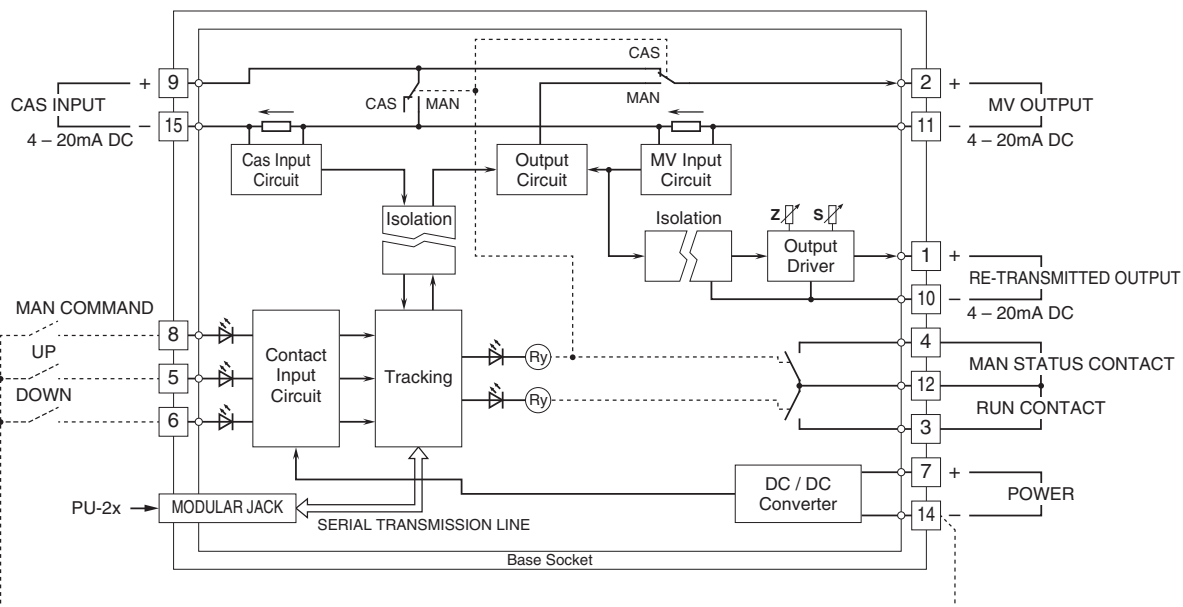 CAS
+ 9
CAS MAN
MAN
2 +
CAS INPUT
MV OUTPUT
− 15
11 −
4 – 20mA DC
4 – 20mA DC
Cas Input
Circuit
Output
Circuit
MV Input
Circuit
Isolation
Isolation
Z
S
Output
Driver
1 +
RE-TRANSMITTED OUTPUT
10 −
4 – 20mA DC
MAN COMMAND
8
UP
5
DOWN
6
Contact
Input
Circuit
Tracking
Ry
Ry
4
MAN STATUS CONTACT
12
RUN CONTACT
3
7 +
DC / DC
Converter
POWER
14 −
PU-2x
MODULAR JACK
SERIAL TRANSMISSION LINE
Base Socket